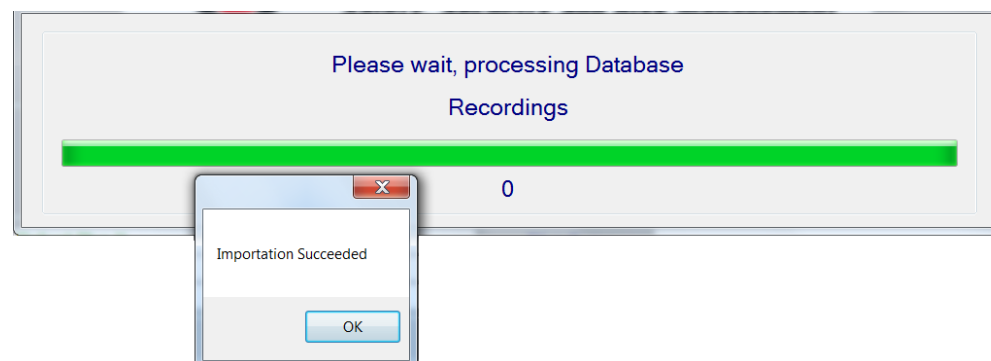 Please wait, processing Database
Recordings
0
Importation Succeeded
OK